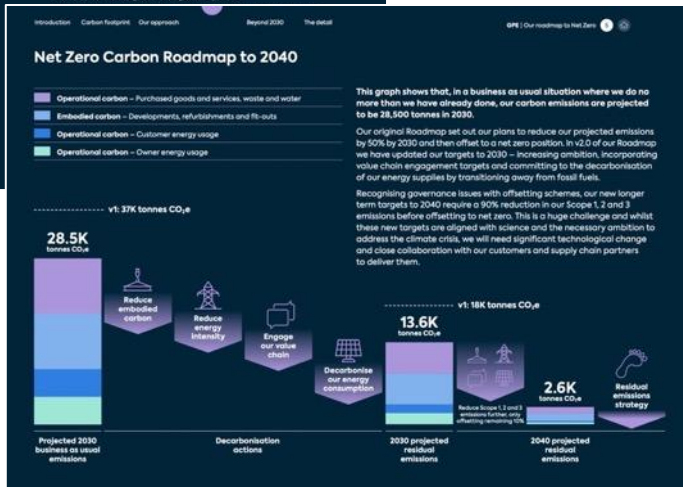 Introduction Carbon footprint Our approach Beyond 2030 The detail
GPE | Our roadmap to Net Zero 5
Net Zero Carbon Roadmap to 2040
Operational carbon – Purchased goods and services, waste and water
Embodied carbon – Developments, refurbishments and fit-outs
Operational carbon – Customer energy usage
Operational carbon – Owner energy usage
This graph shows that, in a business as usual situation where we do no
more than we have already done, our carbon emissions are projected
to be 28,500 tonnes in 2030.
Our original Roadmap set out our plans to reduce our projected emissions
by 50% by 2030 and then offset to a net zero position. In v2.0 of our Roadmap
we have updated our targets to 2030 – increasing ambition, incorporating
value chain engagement targets and committing to the decarbonisation
of our energy supplies by transitioning away from fossil fuels.
Recognising governance issues with offsetting schemes, our new longer
term targets to 2040 require a 90% reduction in our Scope 1, 2 and 3
emissions before offsetting to net zero. This is a huge challenge and whilst
these new targets are aligned with science and the necessary ambition to
address the climate crisis, we will need significant technological change
and close collaboration with our customers and supply chain partners
to deliver them.
v1: 37K tonnes CO₂e
28.5K
tonnes CO₂e
Reduce
embodied
carbon
Reduce
energy
intensity
Engage
our value
chain
Decarbonise
our energy
consumption
v1: 18K tonnes CO₂e
13.6K
tonnes CO₂e
Reduce Scope 1, 2 and 3
emissions further, only
offsetting remaining 10%
2.6K
tonnes CO₂e
Residual
emissions
strategy
Projected 2030
business as usual
emissions
Decarbonisation
actions
2030 projected
residual
emissions
2040 projected
residual
emissions